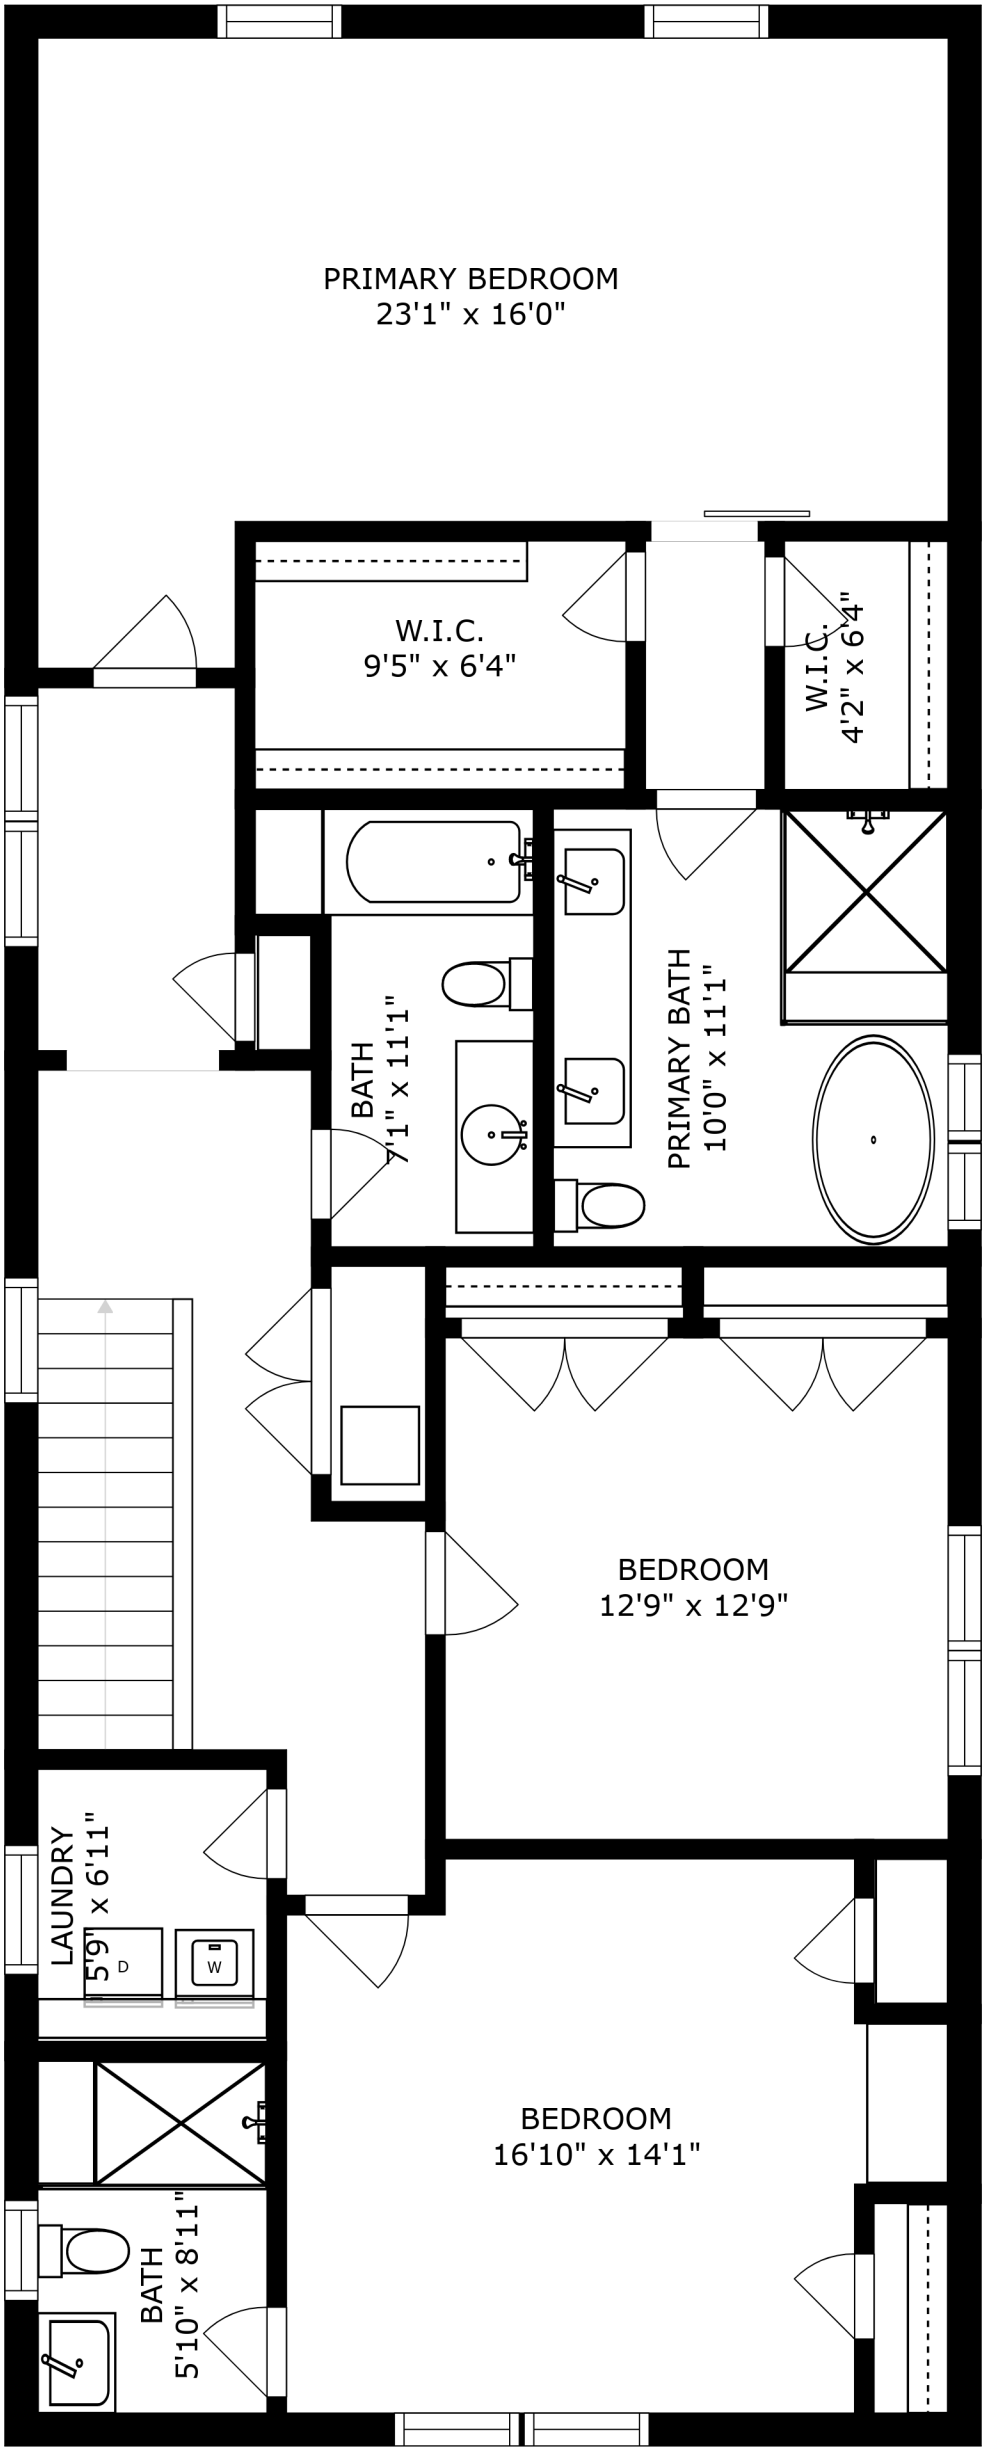 PRIMARY BEDROOM
23'1" x 16'0"
W.I.C.
9'5" x 6'4"
W.I.C.
4'2" x 6'4"
BATH
7'1" x 11'1"
PRIMARY BATH
10'0" x 11'1"
BEDROOM
12'9" x 12'9"
LAUNDRY
5'9" x 6'11"
D
W
BEDROOM
16'10" x 14'1"
BATH
5'10" x 8'11"